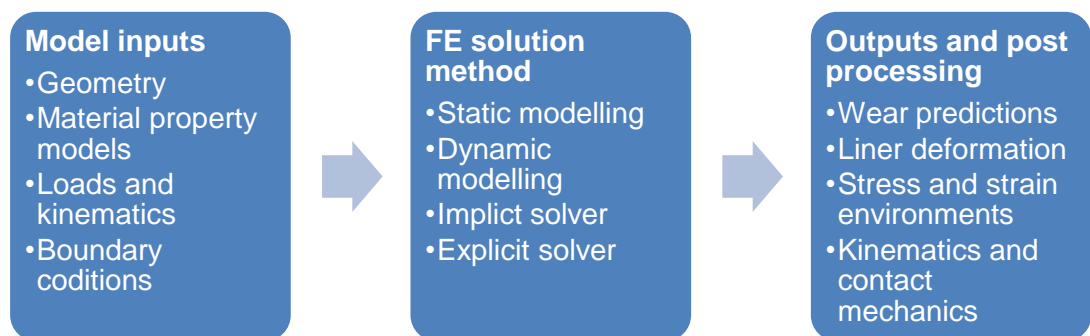 Model inputs
•Geometry
•Material property
models
•Loads and
kinematics
•Boundary
coditions
FE solution
method
•Static modelling
•Dynamic
modelling
•Implict solver
•Explicit solver
Outputs and post
processing
•Wear predictions
•Liner deformation
•Stress and strain
environments
•Kinematics and
contact
mechanics